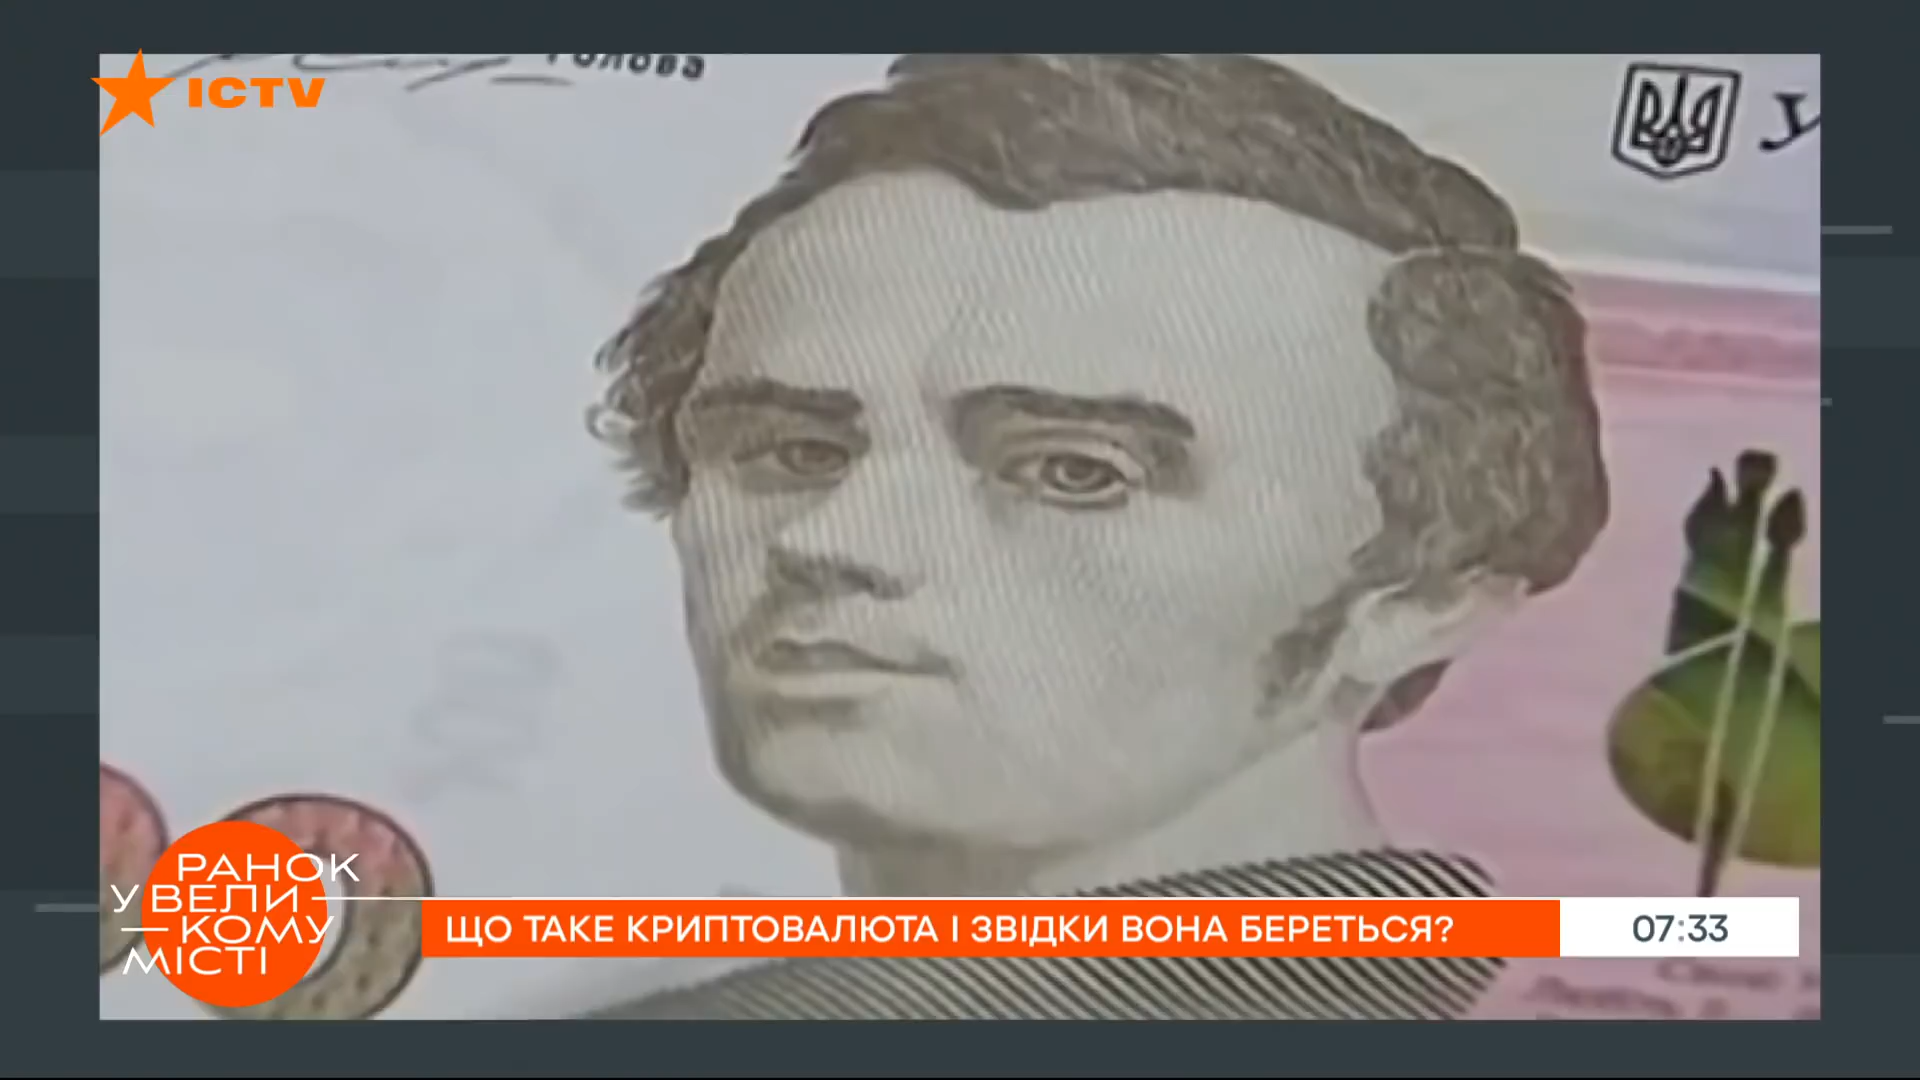 ICTV
Голова
РАНОК
У ВЕЛИ
КОМУ
МІСТІ
ЩО ТАКЕ КРИПТОВАЛЮТА І ЗВІДКИ ВОНА БЕРЕТЬСЯ?
07:33